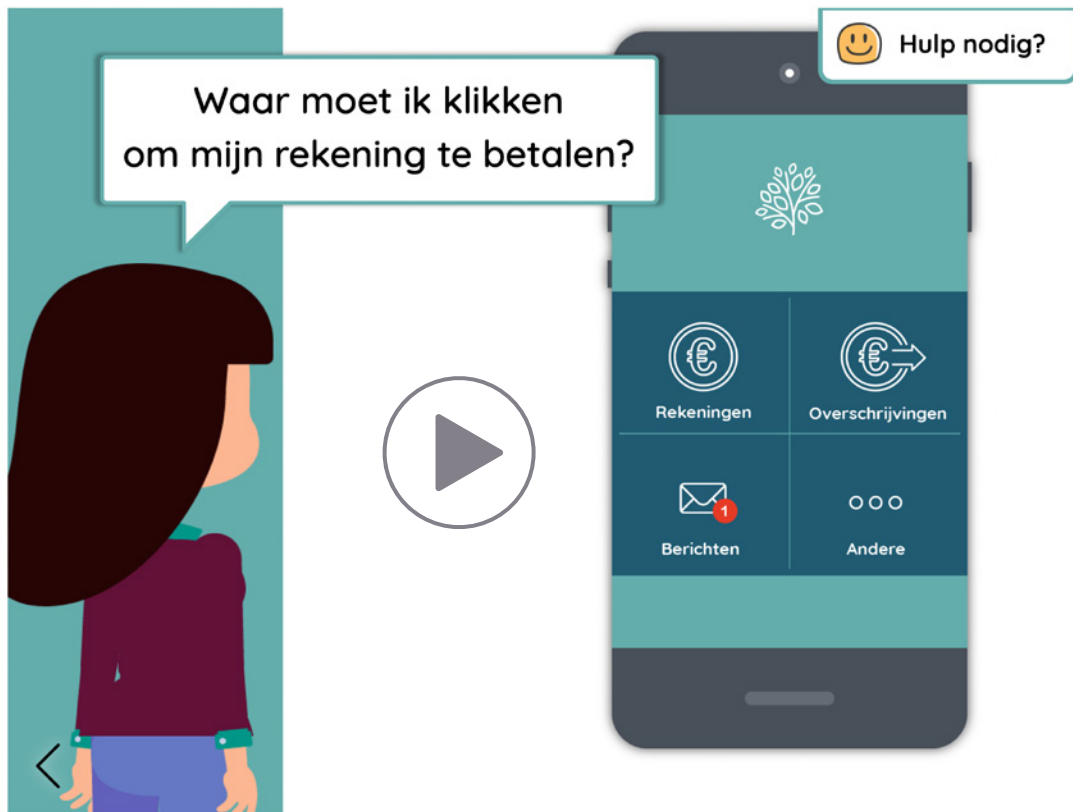 Hulp nodig?
Waar moet ik klikken
om mijn rekening te betalen?
Rekeningen
Overschrijvingen
1
Berichten
Andere